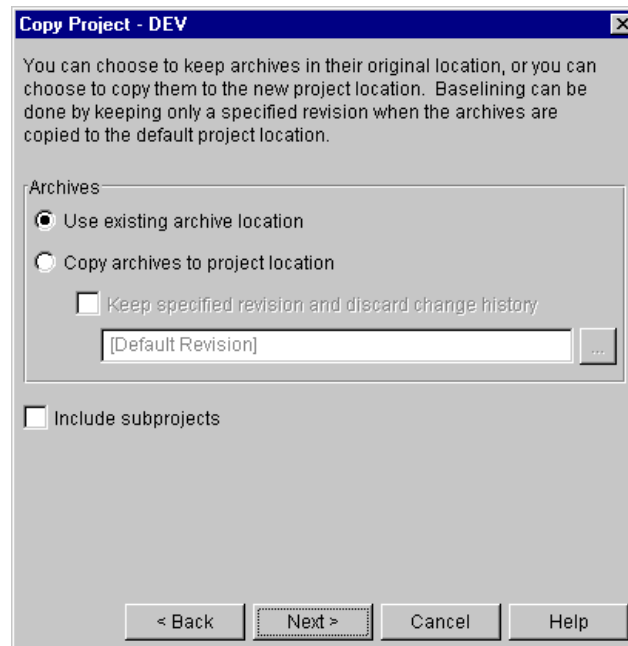 Copy Project - DEV
You can choose to keep archives in their original location, or you can
choose to copy them to the new project location.  Baselining can be
done by keeping only a specified revision when the archives are
copied to the default project location.
Archives
Use existing archive location
Copy archives to project location
Keep specified revision and discard change history
[Default Revision]
...
Include subprojects
< Back
Next >
Cancel
Help